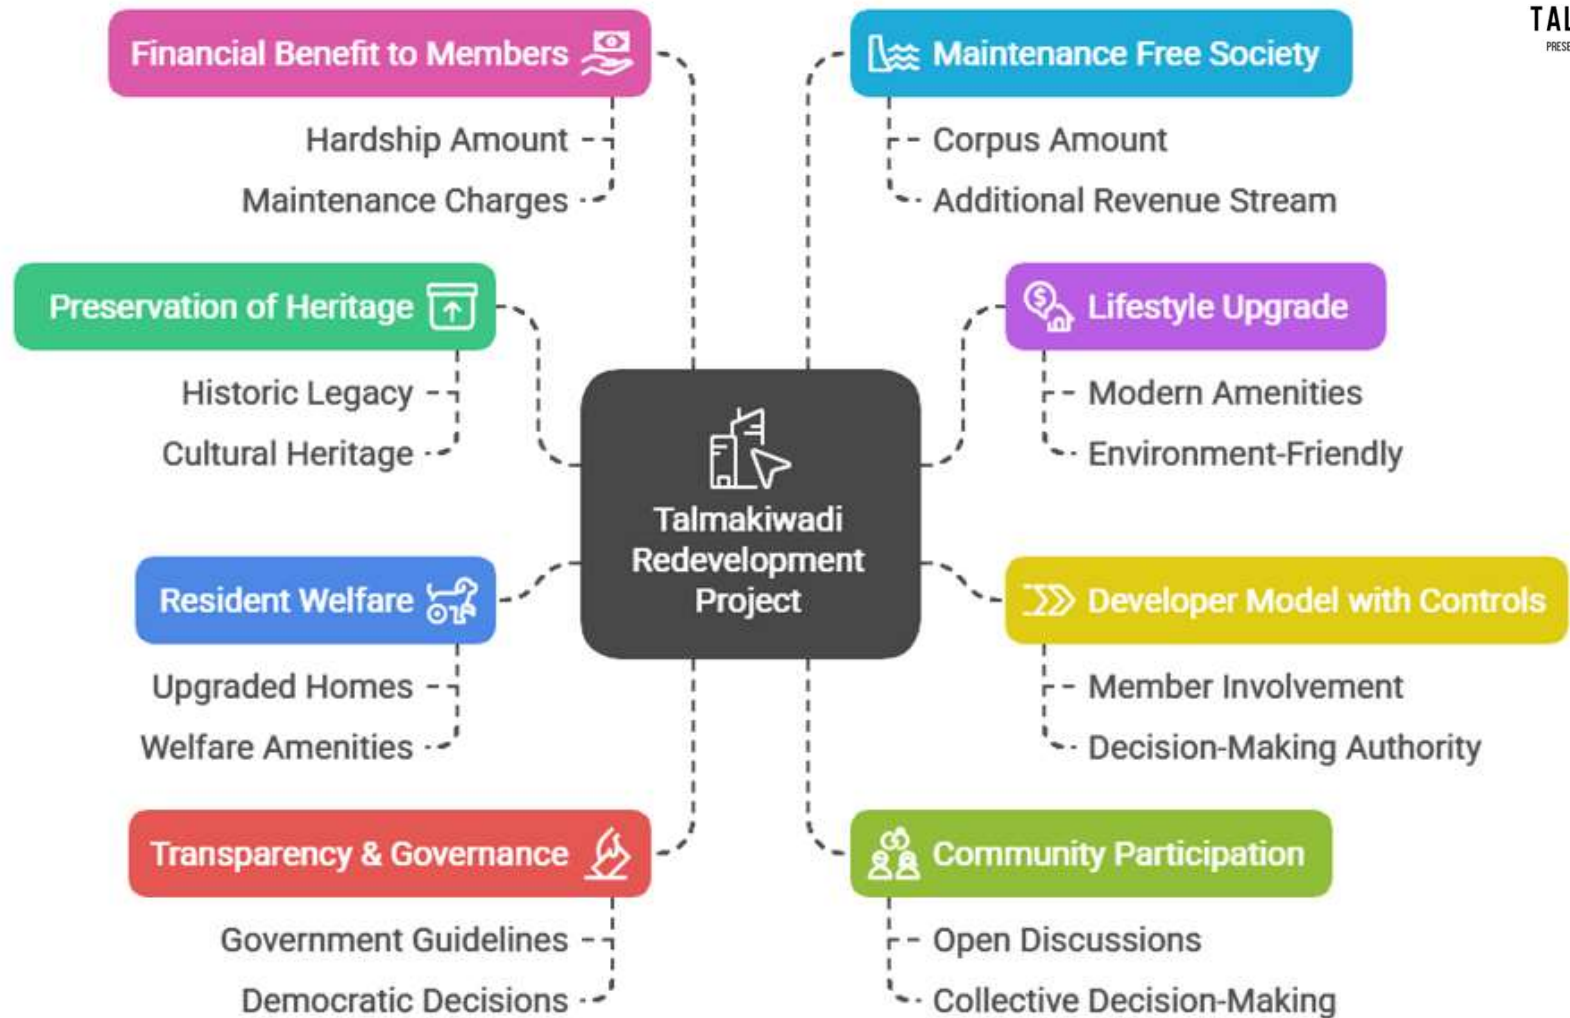 TAL
PRESE
Financial Benefit to Members
Hardship Amount
Maintenance Charges
Maintenance Free Society
Corpus Amount
Additional Revenue Stream
Preservation of Heritage
Historic Legacy
Cultural Heritage
Lifestyle Upgrade
Modern Amenities
Environment-Friendly
Talmakiwadi
Redevelopment
Project
Resident Welfare
Upgraded Homes
Welfare Amenities
Developer Model with Controls
Member Involvement
Decision-Making Authority
Transparency & Governance
Government Guidelines
Democratic Decisions
Community Participation
Open Discussions
Collective Decision-Making